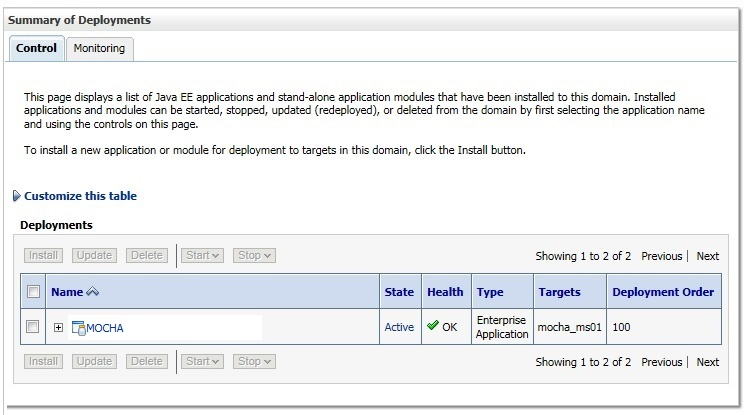 Summary of Deployments
Control Monitoring
This page displays a list of Java EE applications and stand-alone application modules that have been installed to this domain. Installed
applications and modules can be started, stopped, updated (redeployed), or deleted from the domain by first selecting the application name
and using the controls on this page.
To install a new application or module for deployment to targets in this domain, click the Install button.
Customize this table
Deployments
Install Update Delete Start Stop Showing 1 to 2 of 2 Previous | Next
Name State Health Type Targets Deployment Order
MOCHA Active OK Enterprise Application mocha_ms01 100
Install Update Delete Start Stop Showing 1 to 2 of 2 Previous | Next